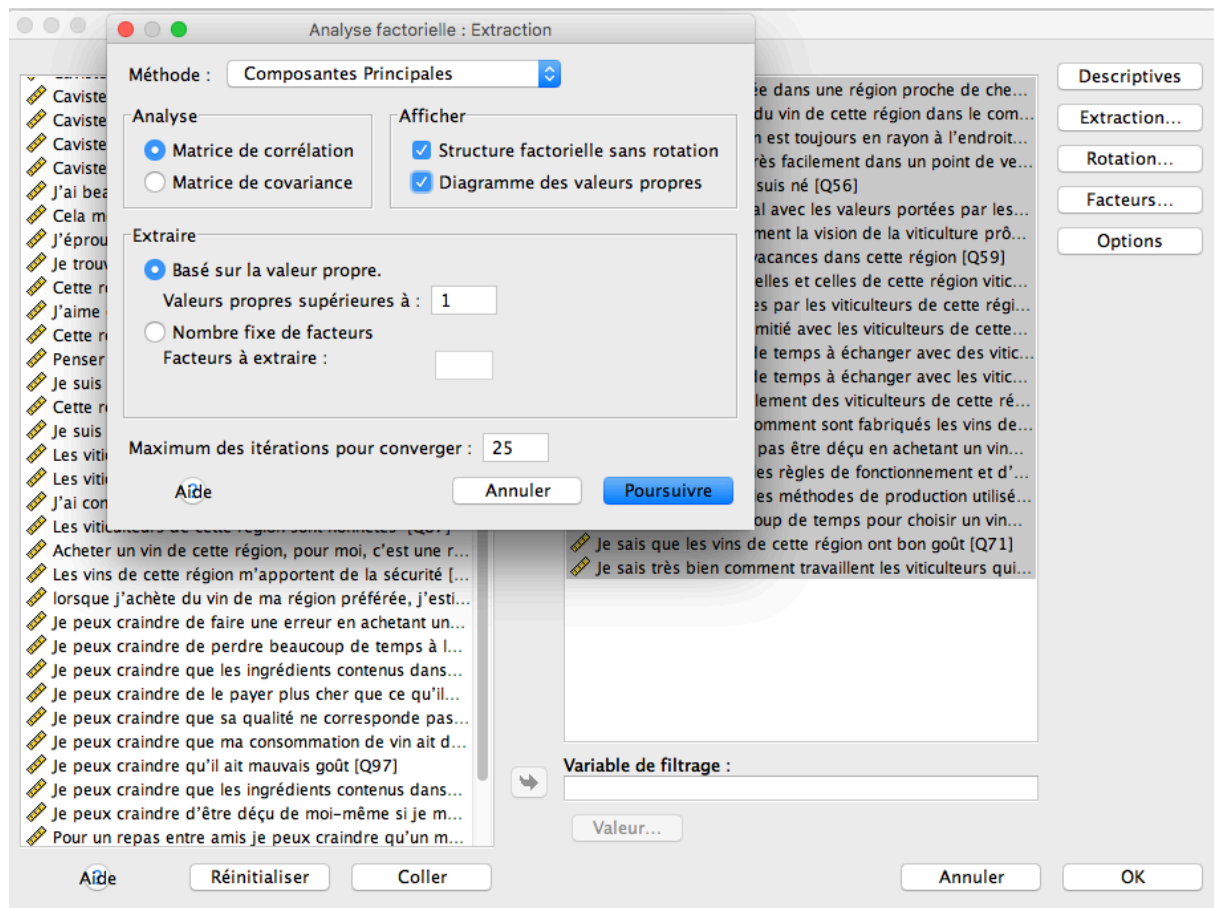 Analyse factorielle : Extraction
Méthode : Composantes Principales
Analyse
Matrice de corrélation
Matrice de covariance
Afficher
Structure factorielle sans rotation
Diagramme des valeurs propres
Extraire
Basé sur la valeur propre.
Valeurs propres supérieures à : 1
Nombre fixe de facteurs
Facteurs à extraire :
Maximum des itérations pour converger : 25
Aide
Annuler
Poursuivre
Caviste
Caviste
Caviste
Caviste
J'ai bea
Cela m
J'éprou
Je trouv
Cette r
J'aime
Cette r
Penser
Je suis
Cette r
Je suis
Les viti
Les viti
J'ai con
Les viticulteurs de cette région sont honnêtes
Acheter un vin de cette région, pour moi, c'est une r...
Les vins de cette région m'apportent de la sécurité [...
lorsque j'achète du vin de ma région préférée, j'esti...
Je peux craindre de faire une erreur en achetant un...
Je peux craindre de perdre beaucoup de temps à l...
Je peux craindre que les ingrédients contenus dans...
Je peux craindre de le payer plus cher que ce qu'il...
Je peux craindre que sa qualité ne corresponde pas...
Je peux craindre que ma consommation de vin ait d...
Je peux craindre qu'il ait mauvais goût [Q97]
Je peux craindre que les ingrédients contenus dans...
Je peux craindre d'être déçu de moi-même si je m...
Pour un repas entre amis je peux craindre qu'un m...
ée dans une région proche de che...
du vin de cette région dans le com...
n est toujours en rayon à l'endroit...
rès facilement dans un point de ve...
suis né [Q56]
al avec les valeurs portées par les...
ment la vision de la viticulture prô...
vacances dans cette région [Q59]
elles et celles de cette région vitic...
es par les viticulteurs de cette régi...
mitié avec les viticulteurs de cette...
le temps à échanger avec des vitic...
le temps à échanger avec les vitic...
lement des viticulteurs de cette ré...
omment sont fabriqués les vins de...
pas être déçu en achetant un vin...
les règles de fonctionnement et d'...
es méthodes de production utilisé...
oup de temps pour choisir un vin...
Je sais que les vins de cette région ont bon goût [Q71]
Je sais très bien comment travaillent les viticulteurs qui...
Variable de filtrage :
Valeur...
Descriptives
Extraction...
Rotation...
Facteurs...
Options
Aide
Réinitialiser
Coller
Annuler
OK